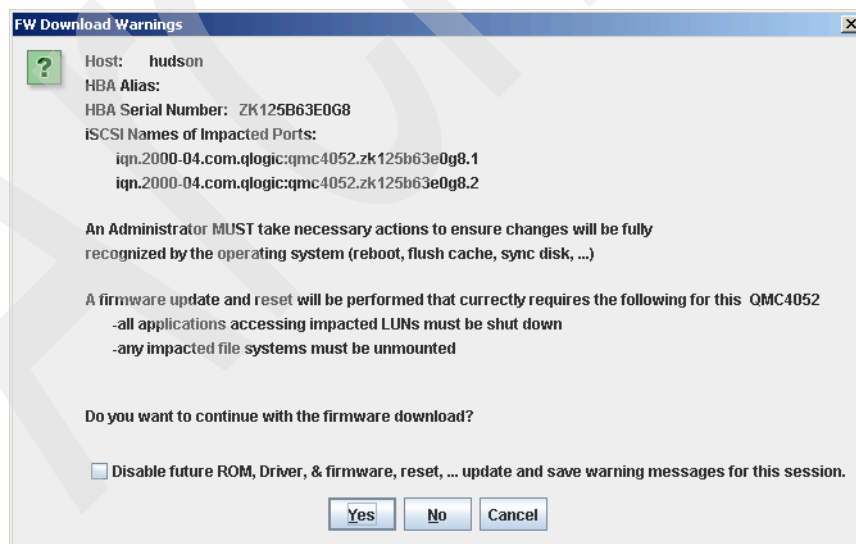 FW Download Warnings
Host: hudson
HBA Alias:
HBA Serial Number: ZK125B63E0G8
iSCSI Names of Impacted Ports:
iqn.2000-04.com.qlogic:qmc4052.zk125b63e0g8.1
iqn.2000-04.com.qlogic:qmc4052.zk125b63e0g8.2
An Administrator MUST take necessary actions to ensure changes will be fully
recognized by the operating system (reboot, flush cache, sync disk, ...)
A firmware update and reset will be performed that currently requires the following for this QMC4052
-all applications accessing impacted LUNs must be shut down
-any impacted file systems must be unmounted
Do you want to continue with the firmware download?
Disable future ROM, Driver, & firmware, reset, ... update and save warning messages for this session.
Yes No Cancel